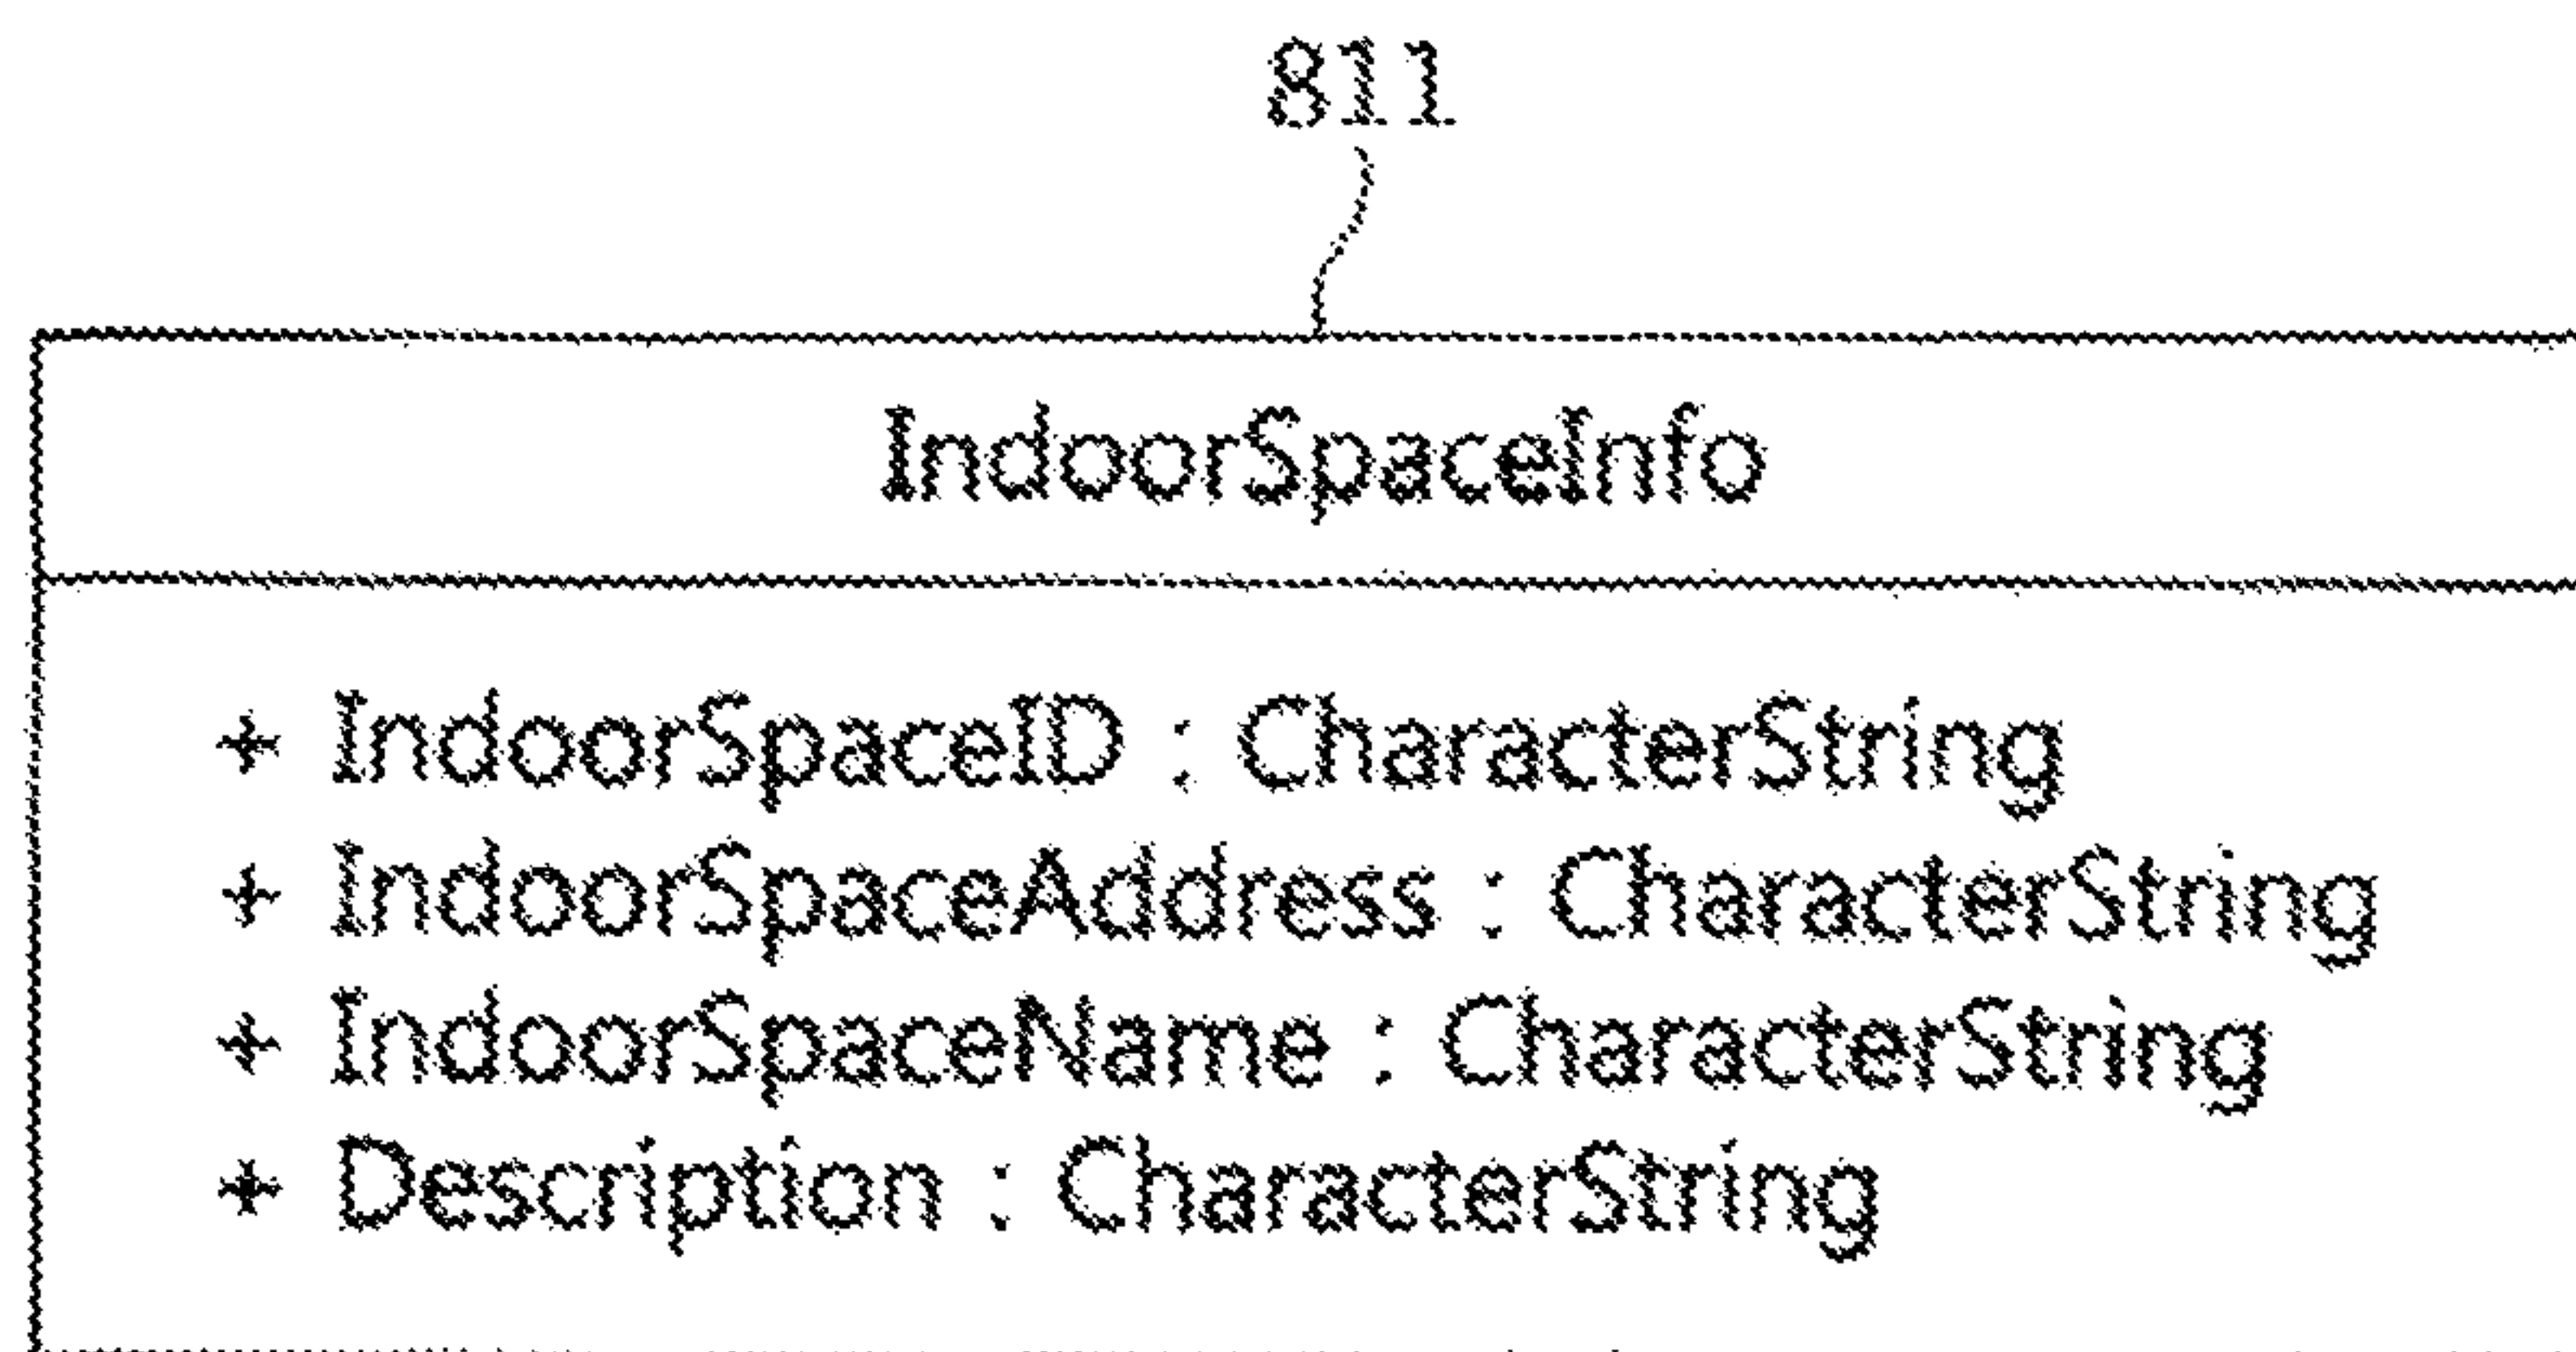 811
IndoorSpaceInfo
+ IndoorSpaceID : CharacterString
+ IndoorSpaceAddress : CharacterString
+ IndoorSpaceName : CharacterString
+ Description : CharacterString